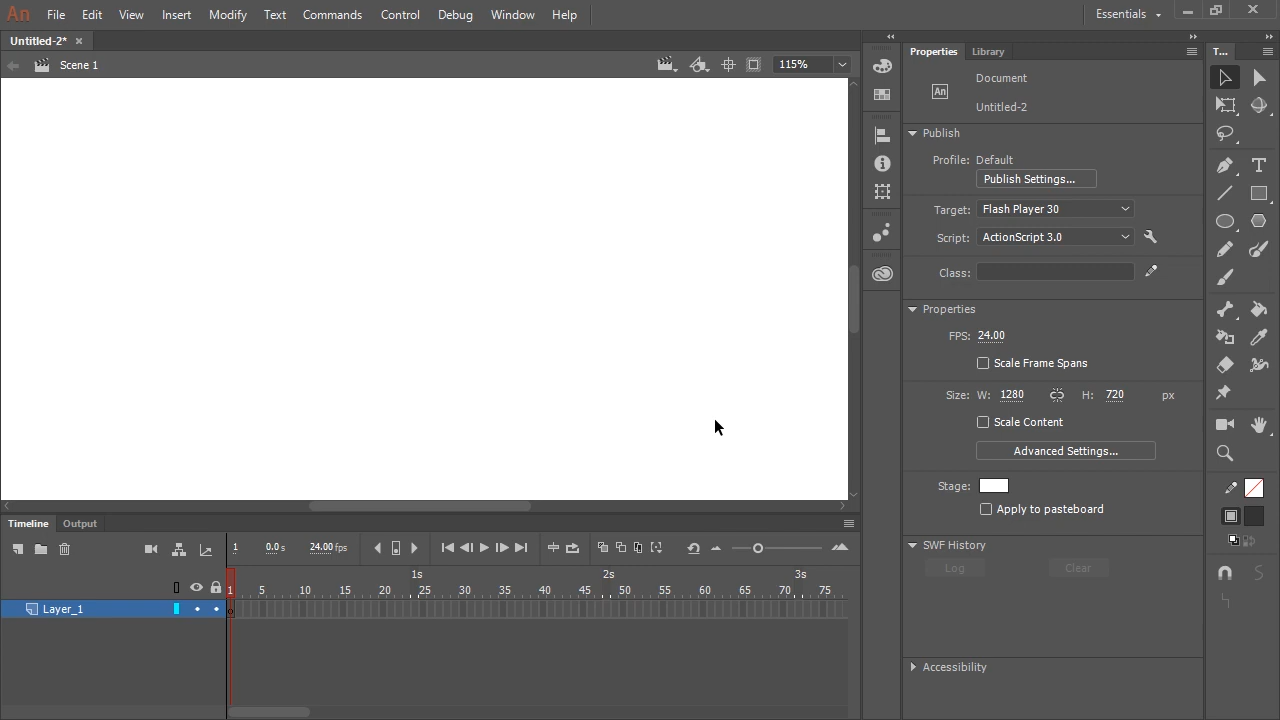 An File Edit View Insert Modify Text Commands Control Debug Window Help Essentials
Untitled-2* ×
Scene 1 115%
Properties Library T...
Document
An
Untitled-2
Publish
Profile: Default
Publish Settings...
Target: Flash Player 30
Script: ActionScript 3.0
Class:
Properties
FPS: 24.00
Scale Frame Spans
Size: W: 1280 H: 720 px
Scale Content
Advanced Settings...
Stage:
Apply to pasteboard
SWF History
Log Clear
Accessibility
Timeline Output
1 0.0 s 24.00 fps
1s 2s 3s
1 5 10 15 20 25 30 35 40 45 50 55 60 65 70 75
Layer_1